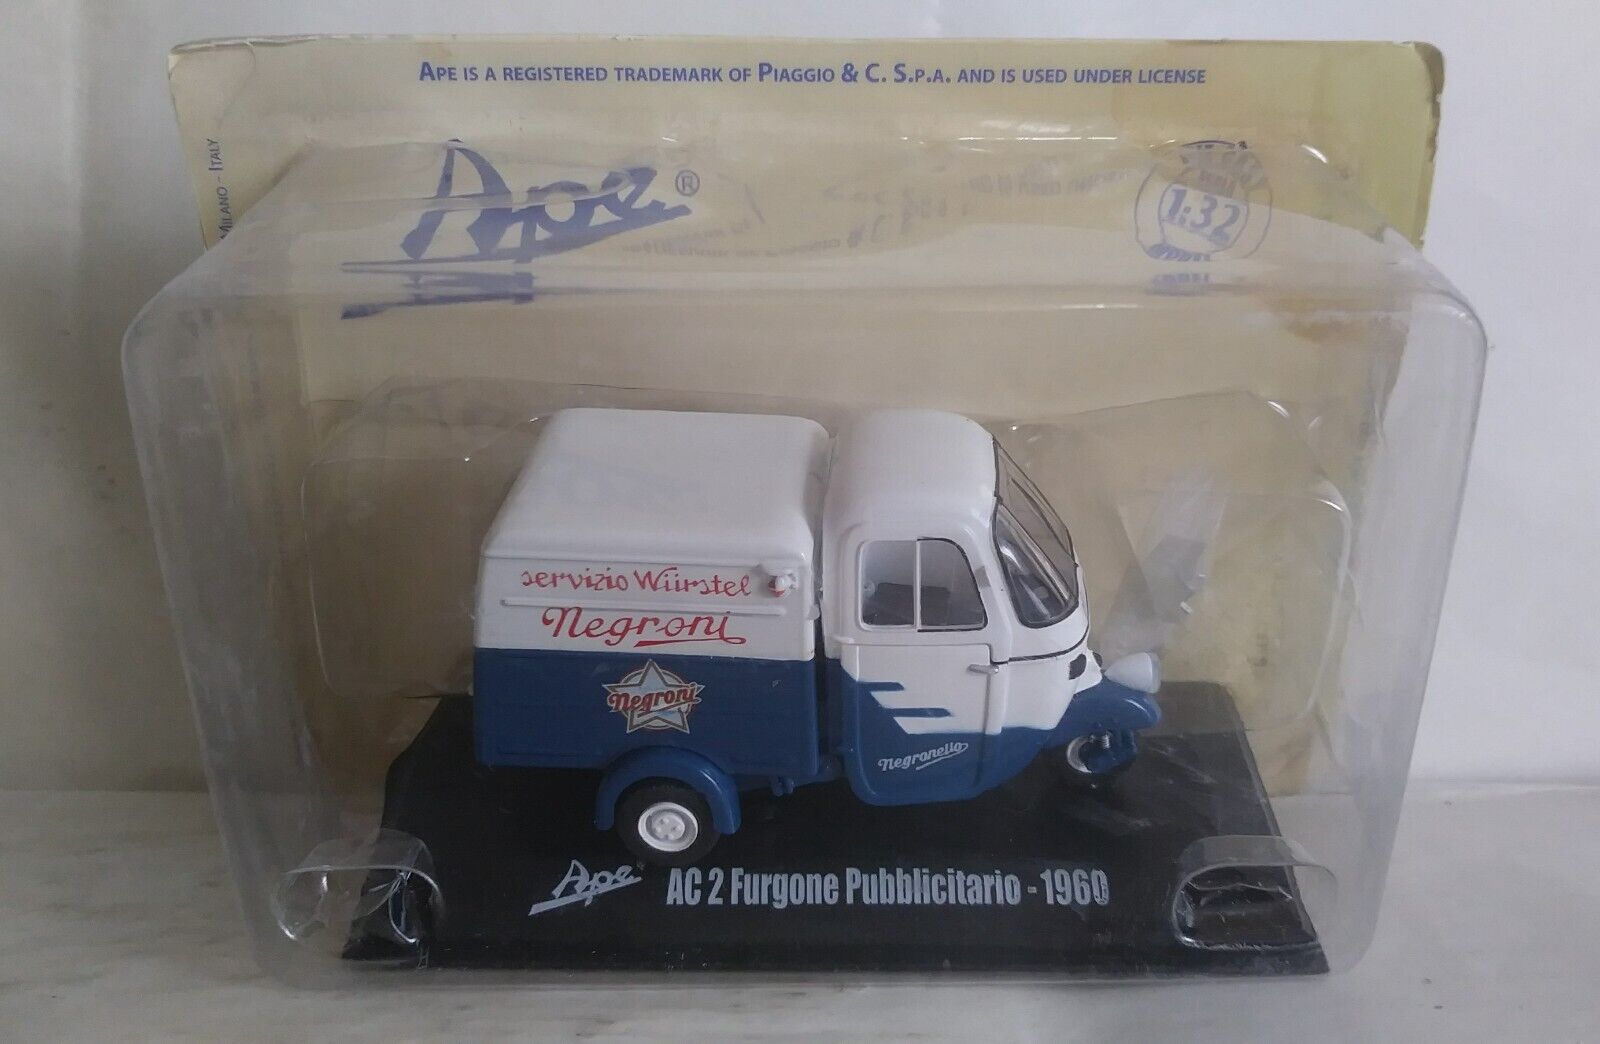 APE IS A REGISTERED TRADEMARK OF PIAGGIO & C. S.P.A. AND IS USED UNDER LICENSE
MILANO - ITALY
Ape®
1:32
servizio Würstel
Negroni
Negroni
Negronetto
Ape AC 2 Furgone Pubblicitario - 1960